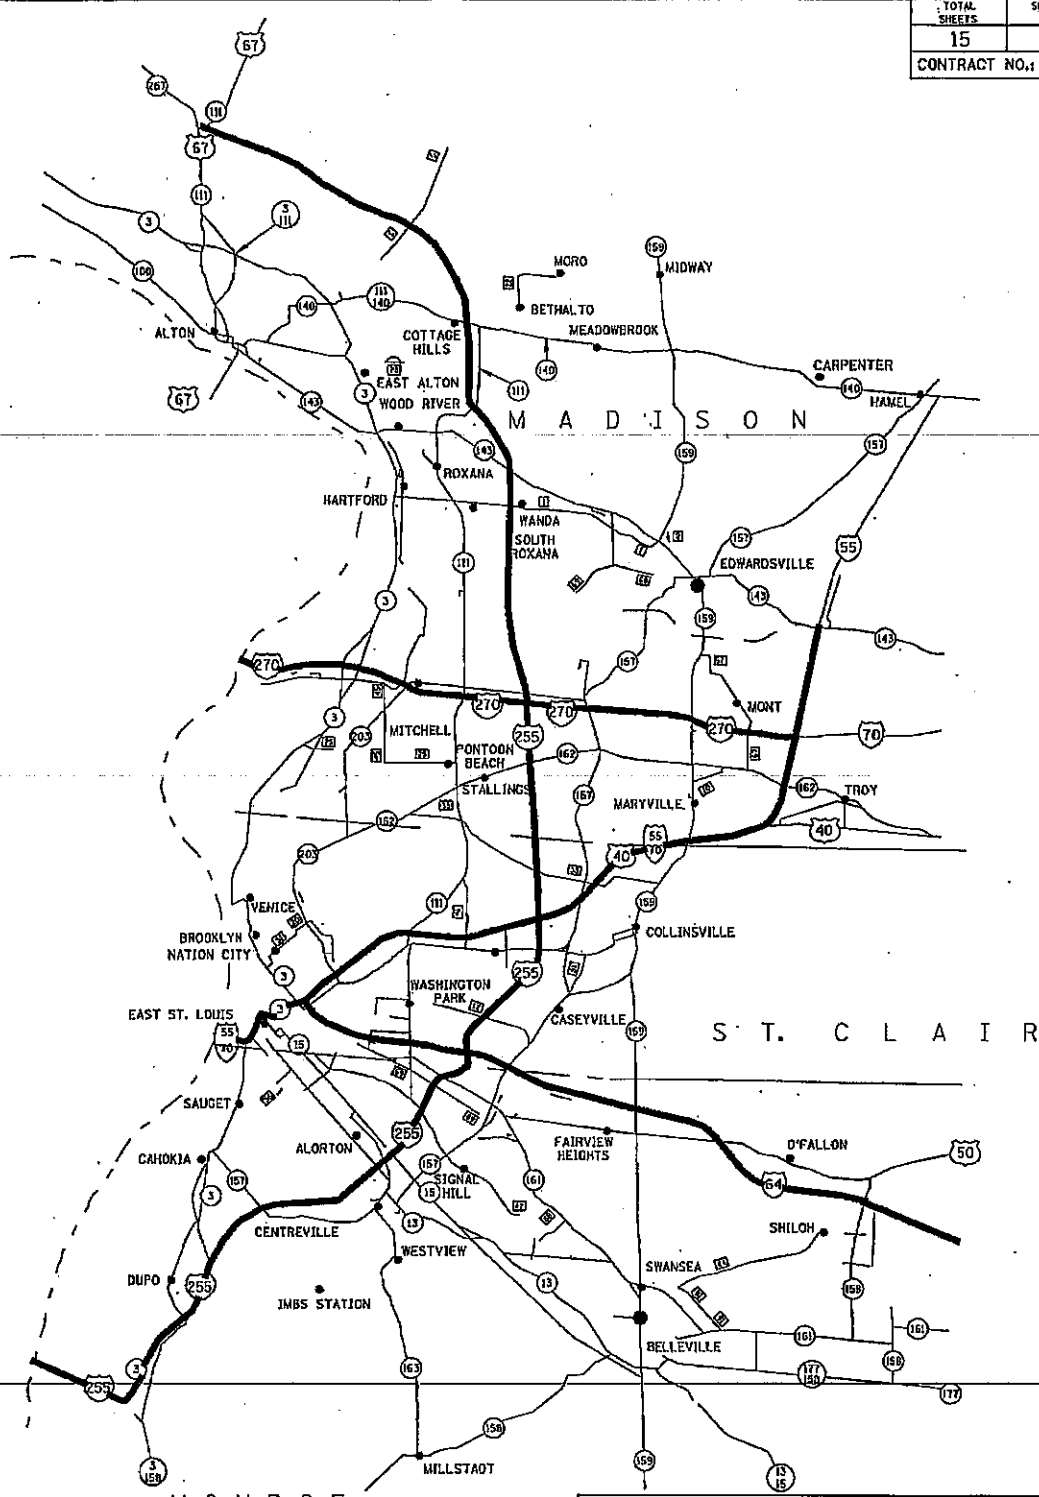 TOTAL
SHEETS
15
CONTRACT NO.:
67
267
111
67
111
3
111
3
100
159
MORO
MIDWAY
BETHALTO
111
140
140
ALTON
COTTAGE
HILLS
MEADOWBROOK
CARPENTER
140
140
HAMEL
EAST ALTON
111
67
143
3
WOOD RIVER
MADISON
157
143
159
ROXANA
HARTFORD
WANDA
SOUTH
ROXANA
157
55
111
EDWARDSVILLE
3
143
159
143
270
157
270
MONT
3
270
270
203
MITCHELL
255
70
PONTOON
BEACH
162
STALLINGS
157
MARYVILLE
162
TROY
162
55
70
40
40
203
159
VENICE
111
BROOKLYN
NATION CITY
COLLINSVILLE
3
255
WASHINGTON
PARK
EAST ST. LOUIS
3
CASEYVILLE
55
70
15
159
ST. CLAIR
SAUGET
255
ALORTON
FAIRVIEW
HEIGHTS
O'FALLON
50
CAHOKIA
157
157
SIGNAL
HILL
161
64
3
15
13
CENTREVILLE
SHILOH
WESTVIEW
SWANSEA
DUPO
255
13
158
IMBS STATION
161
161
BELLEVILLE
3
163
158
177
158
255
177
158
3
158
159
13
15
MILLSTADT